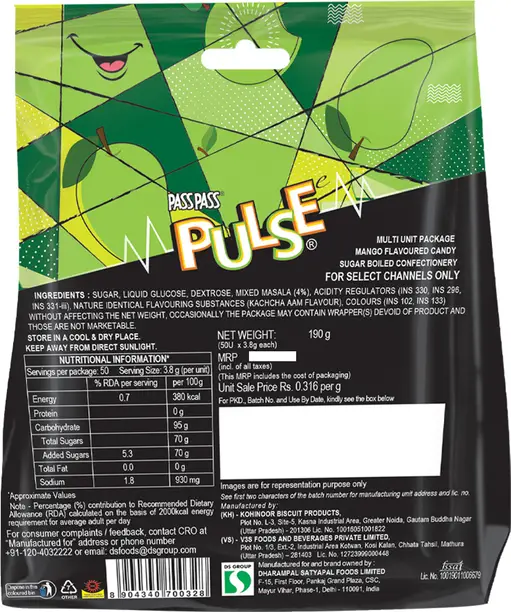 PASS PASS
PULSE®
MULTI UNIT PACKAGE
MANGO FLAVOURED CANDY
SUGAR BOILED CONFECTIONERY
FOR SELECT CHANNELS ONLY
INGREDIENTS : SUGAR, LIQUID GLUCOSE, DEXTROSE, MIXED MASALA (4%), ACIDITY REGULATORS (INS 330, INS 296,
INS 331-iii), NATURE IDENTICAL FLAVOURING SUBSTANCES (KACHCHA AAM FLAVOUR), COLOURS (INS 102, INS 133)
WITHOUT AFFECTING THE NET WEIGHT, OCCASIONALLY THE PACKAGE MAY CONTAIN WRAPPER(S) DEVOID OF PRODUCT AND
THOSE ARE NOT MARKETABLE.
STORE IN A COOL & DRY PLACE.
KEEP AWAY FROM DIRECT SUNLIGHT.
NUTRITIONAL INFORMATION*
Servings per package: 50 Serving Size: 3.8 g (per unit)
% RDA per serving per 100g
Energy 0.7 380 kcal
Protein 0 g
Carbohydrate 95 g
Total Sugars 70 g
Added Sugars 5.3 70 g
Total Fat 0.0 0 g
Sodium 1.8 930 mg
*Approximate Values
Note - Percentage (%) contribution to Recommended Dietary
Allowance (RDA) calculated on the basis of 2000kcal energy
requirement for average adult per day
For consumer complaints / feedback, contact CRO at
"Manufactured for" address or phone number
+91-120-4032222 or email: dsfoods@dsgroup.com
NET WEIGHT: 190 g
(50U x 3.8g each)
MRP
(incl. of all taxes)
(This MRP includes the cost of packaging)
Unit Sale Price Rs. 0.316 per g
For PKD., Batch No. and Use By Date, kindly see the box below
Images are for representation purpose only
See first two characters of the batch number for manufacturing unit address and lic. no.
Manufactured by:
(KH) - KOHINOOR BISCUIT PRODUCTS,
Plot No. L-3, Site-5, Kasna Industrial Area, Greater Noida, Gautam Buddha Nagar
(Uttar Pradesh) - 201306 Lic. No. 10016051001822
(VS) - V3S FOODS AND BEVERAGES PRIVATE LIMITED,
Plot No. 1/3, Ext-2, Industrial Area Kotwan, Kosi Kalan, Chhata Tahsil, Mathura
(Uttar Pradesh) – 281403 Lic. No. 12723999000448
Manufactured for and brand owned by :
DHARAMPAL SATYAPAL FOODS LIMITED
F-15, First Floor, Pankaj Grand Plaza, CSC,
Mayur Vihar, Phase-1, Delhi - 110091, India
DS GROUP
fssai
Lic. No. 10019011006679
7
OTHER
8 904340 700328